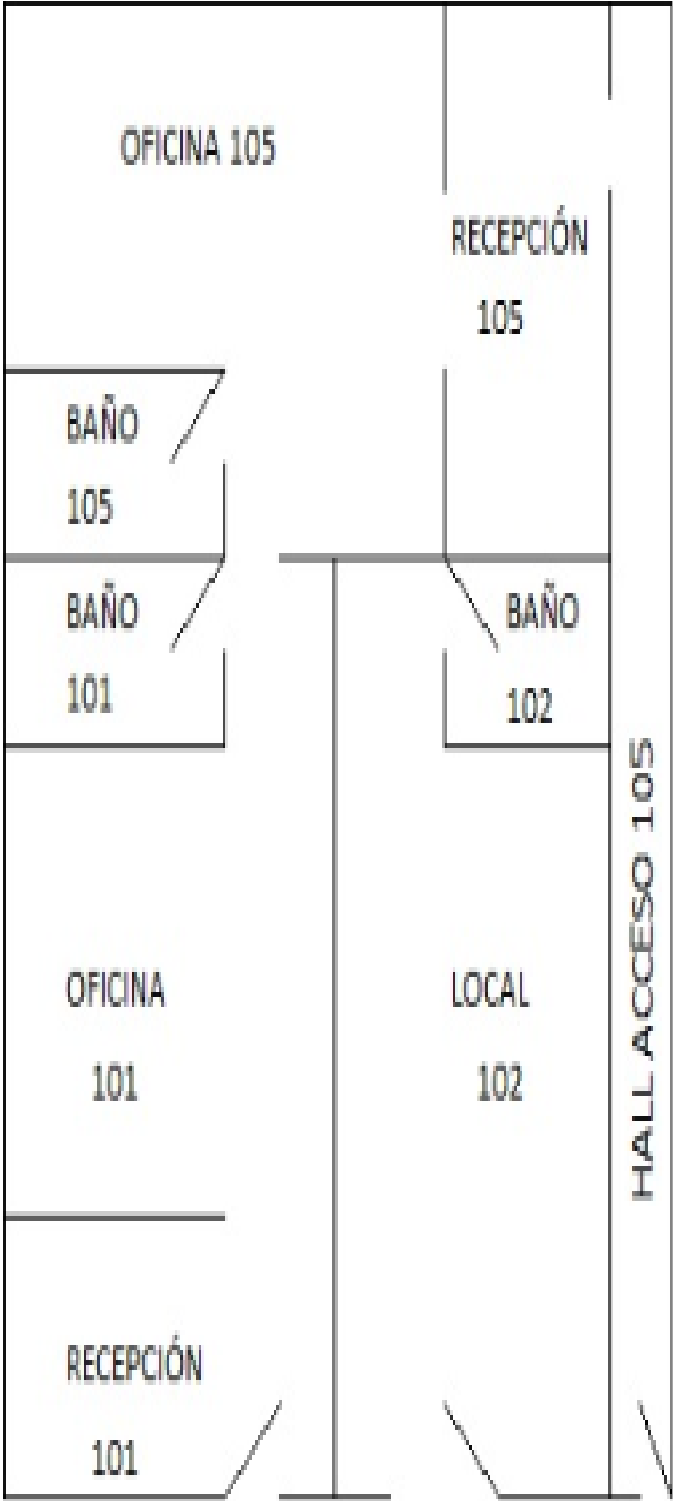 OFICINA 105
RECEPCIÓN
105
BAÑO
105
BAÑO
101
BAÑO
102
OFICINA
101
LOCAL
102
HALL ACCESO 105
RECEPCIÓN
101